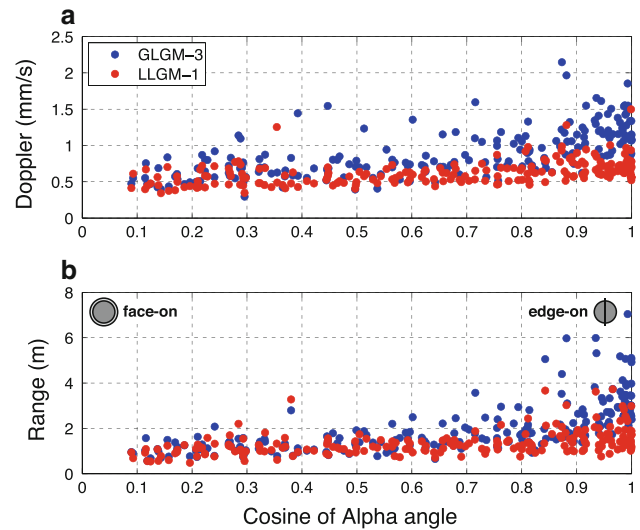 a
2.5
2
1.5
1
0.5
0
Doppler (mm/s)
GLGM−3
LLGM−1
0 0.1 0.2 0.3 0.4 0.5 0.6 0.7 0.8 0.9 1
b
8
6
4
2
0
Range (m)
face-on
edge-on
0 0.1 0.2 0.3 0.4 0.5 0.6 0.7 0.8 0.9 1
Cosine of Alpha angle